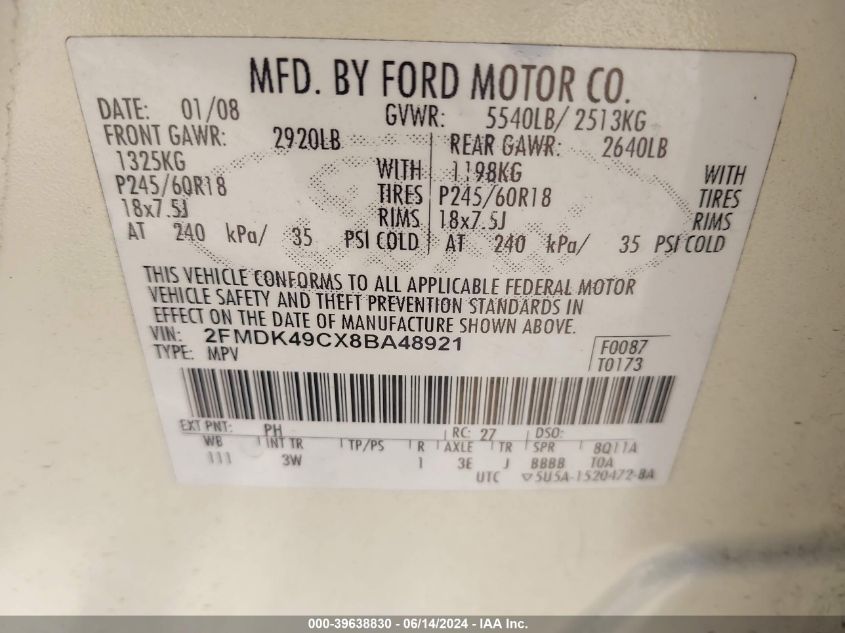 MFD. BY FORD MOTOR CO.
DATE: 01/08 GVWR: 5540LB/ 2513KG
FRONT GAWR: 2920LB REAR GAWR: 2640LB
1325KG WITH 1198KG WITH
P245/60R18 TIRES P245/60R18 TIRES
18x7.5J RIMS 18x7.5J RIMS
AT 240 kPa/ 35 PSI COLD AT 240 kPa/ 35 PSI COLD
THIS VEHICLE CONFORMS TO ALL APPLICABLE FEDERAL MOTOR
VEHICLE SAFETY AND THEFT PREVENTION STANDARDS IN
EFFECT ON THE DATE OF MANUFACTURE SHOWN ABOVE.
VIN: 2FMDK49CX8BA48921 F0087
TYPE: MPV T0173
EXT PNT: PH RC: 27 DSO:
WB INT TR TP/PS R AXLE TR SPR 8Q11A
111 3W 1 3E J BBBB T0A
UTC ▽5U5A-1520472-BA
000-39638830 - 06/14/2024 - IAA Inc.